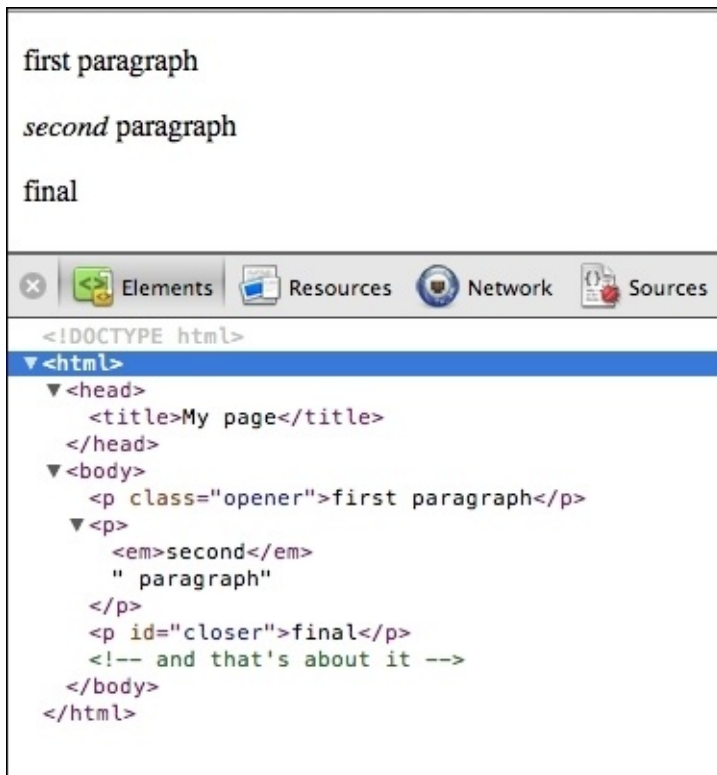 first paragraph
second paragraph
final
Elements Resources Network Sources
<!DOCTYPE html>
▼<html>
▼<head>
<title>My page</title>
</head>
▼<body>
<p class="opener">first paragraph</p>
▼<p>
<em>second</em>
" paragraph"
</p>
<p id="closer">final</p>
<!-- and that's about it -->
</body>
</html>